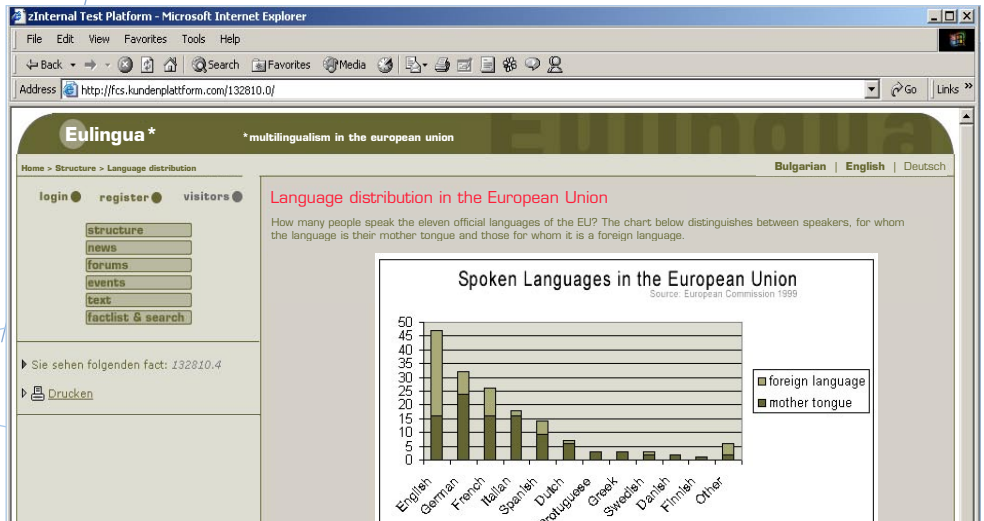 zInternal Test Platform - Microsoft Internet Explorer
File Edit View Favorites Tools Help
Back Search Favorites Media
Address http://fcs.kundenplattform.com/132810.0/ Go Links »
Eulingua* *multilingualism in the european union Eulingua
Home > Structure > Language distribution
Bulgarian | English | Deutsch
login register visitors
structure
news
forums
events
text
factlist & search
Sie sehen folgenden fact: 132810.4
Drucken
Language distribution in the European Union
How many people speak the eleven official languages of the EU? The chart below distinguishes between speakers, for whom
the language is their mother tongue and those for whom it is a foreign language.
Spoken Languages in the European Union
Source: European Commission 1999
50
45
40
35
30
25
20
15
10
5
0
English
German
French
Italian
Spanish
Dutch
Protuguese
Greek
Swedish
Danish
Finnish
Other
foreign language
mother tongue